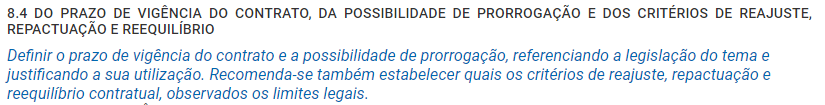 8.4 DO PRAZO DE VIGÊNCIA DO CONTRATO, DA POSSIBILIDADE DE PRORROGAÇÃO E DOS CRITÉRIOS DE REAJUSTE,
REPACTUAÇÃO E REEQUILÍBRIO
Definir o prazo de vigência do contrato e a possibilidade de prorrogação, referenciando a legislação do tema e
justificando a sua utilização. Recomenda-se também estabelecer quais os critérios de reajuste, repactuação e
reequilíbrio contratual, observados os limites legais.